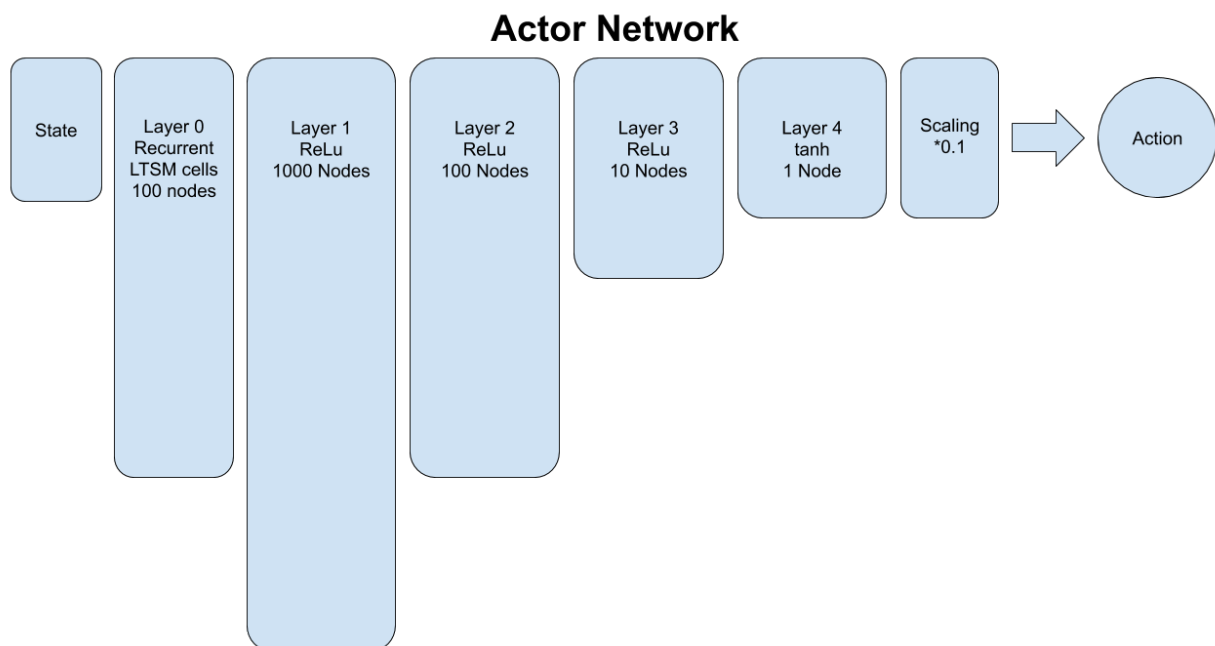 Actor Network
State
Layer 0
Recurrent
LTSM cells
100 nodes
Layer 1
ReLu
1000 Nodes
Layer 2
ReLu
100 Nodes
Layer 3
ReLu
10 Nodes
Layer 4
tanh
1 Node
Scaling
*0.1
Action